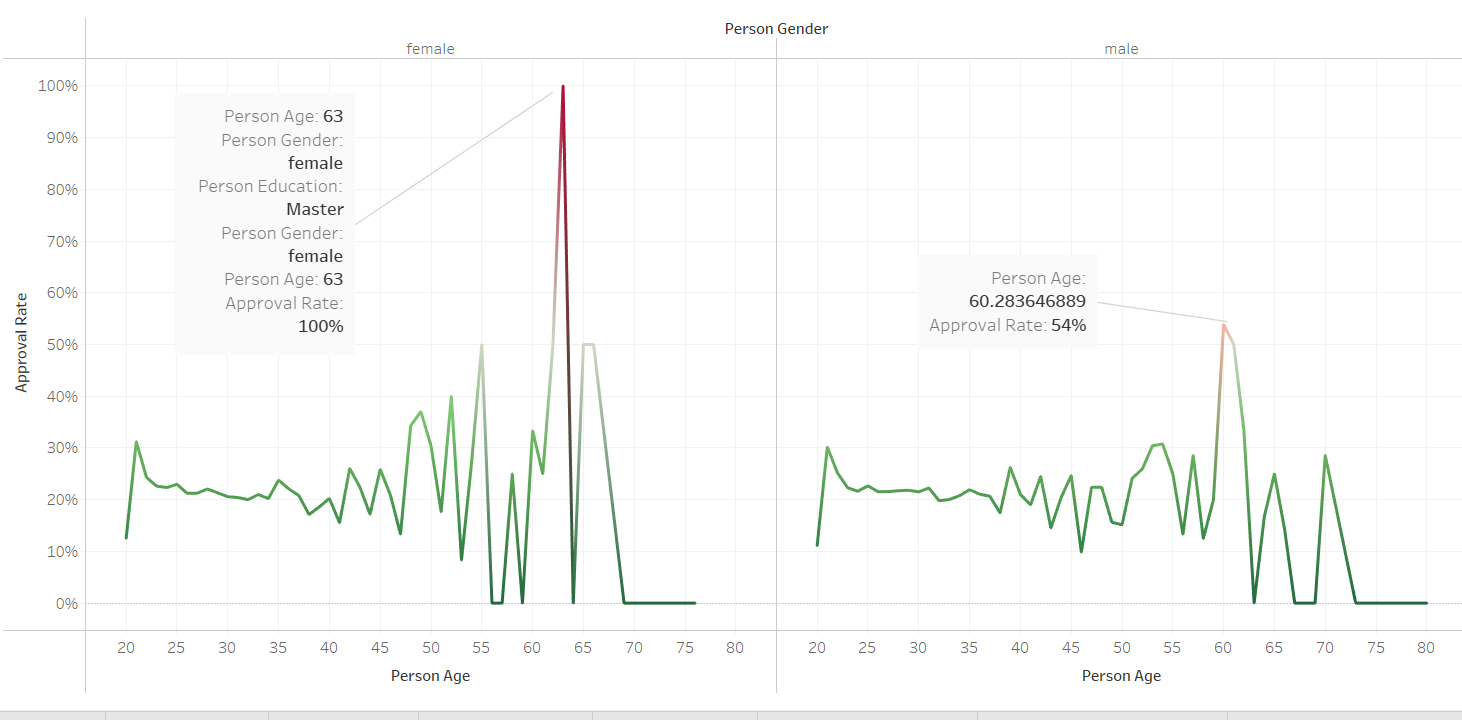 Person Gender
female
male
Approval Rate
100%
90%
80%
70%
60%
50%
40%
30%
20%
10%
0%
Person Age: 63
Person Gender:
female
Person Education:
Master
Person Gender:
female
Person Age: 63
Approval Rate:
100%
Person Age:
60.283646889
Approval Rate: 54%
20 25 30 35 40 45 50 55 60 65 70 75 80
20 25 30 35 40 45 50 55 60 65 70 75 80
Person Age
Person Age